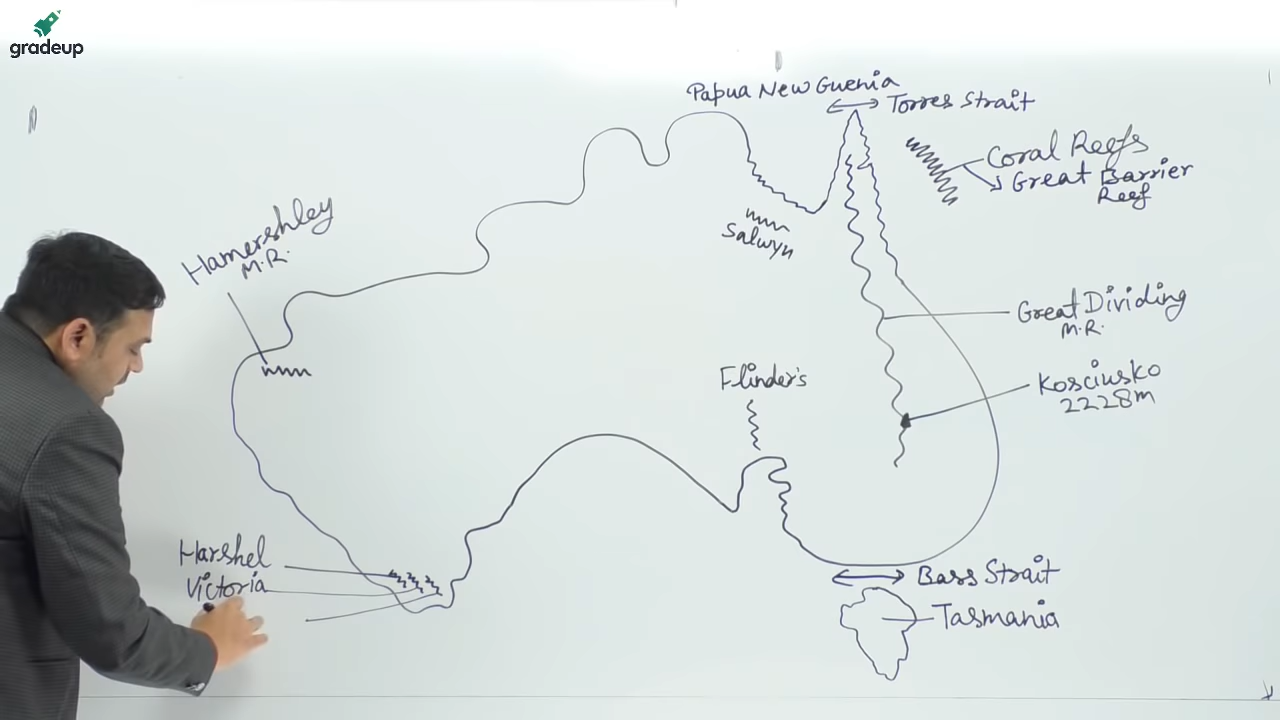 gradeup
Papua New Guenia
Torres Strait
Coral Reefs
Great Barrier
Reef
Salwyn
Hamershley
M.R.
Great Dividing
M.R.
Flinder's
Kosciusko
2228m
Harshel
Victoria
Bass Strait
Tasmania